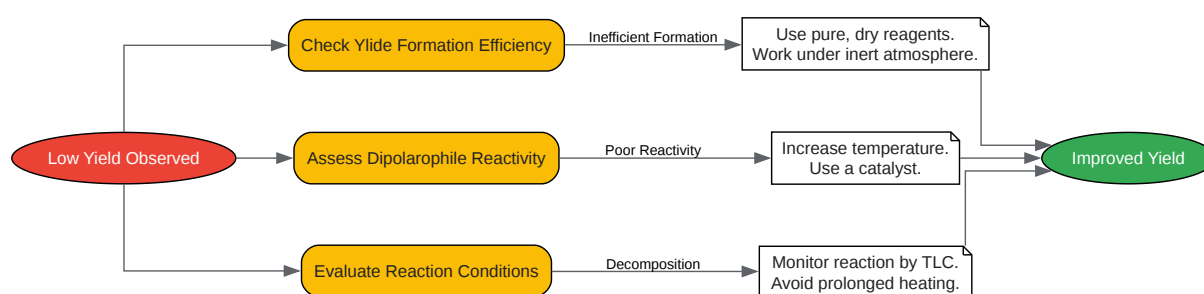 Low Yield Observed
Check Ylide Formation Efficiency
Inefficient Formation
Use pure, dry reagents.
Work under inert atmosphere.
Assess Dipolarophile Reactivity
Poor Reactivity
Increase temperature.
Use a catalyst.
Evaluate Reaction Conditions
Decomposition
Monitor reaction by TLC.
Avoid prolonged heating.
Improved Yield